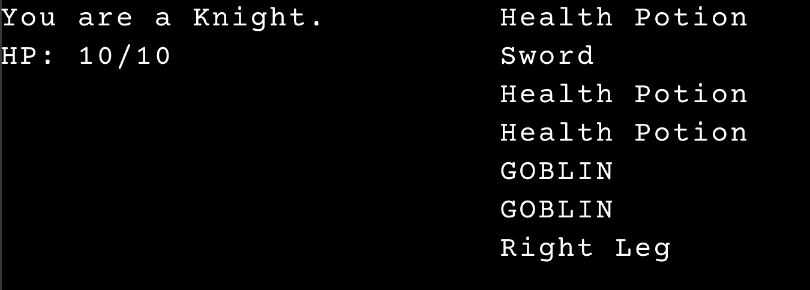 You are a Knight.
HP: 10/10
Health Potion
Sword
Health Potion
Health Potion
GOBLIN
GOBLIN
Right Leg